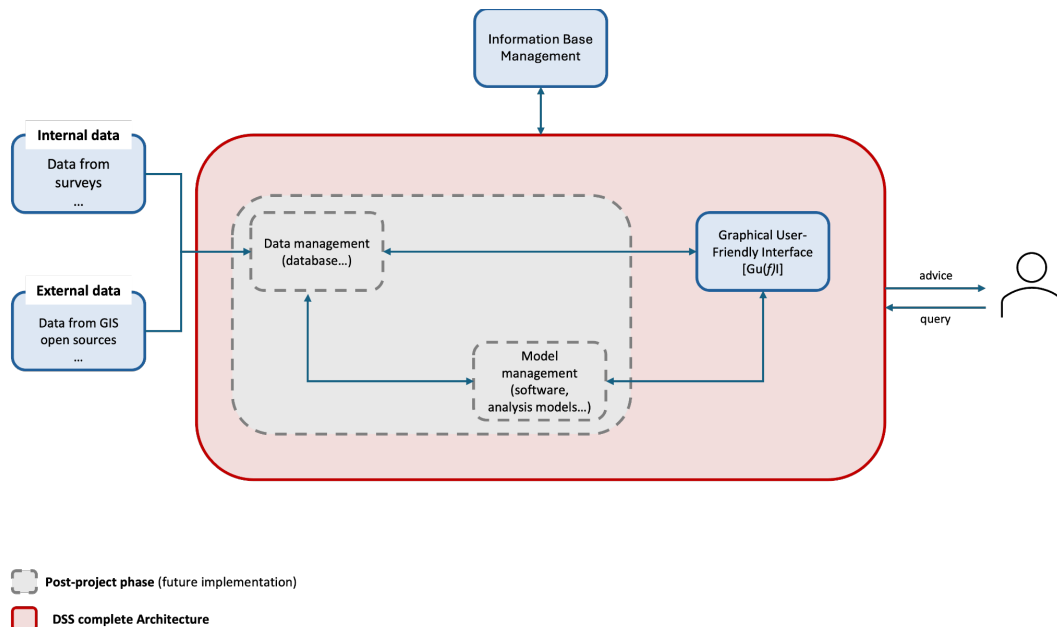 Information Base
Management
Internal data
Data from
surveys
...
External data
Data from GIS
open sources
...
Data management
(database...)
Model
management
(software,
analysis models...)
Graphical User-
Friendly Interface
[Gu(f)I]
advice
query
Post-project phase (future implementation)
DSS complete Architecture